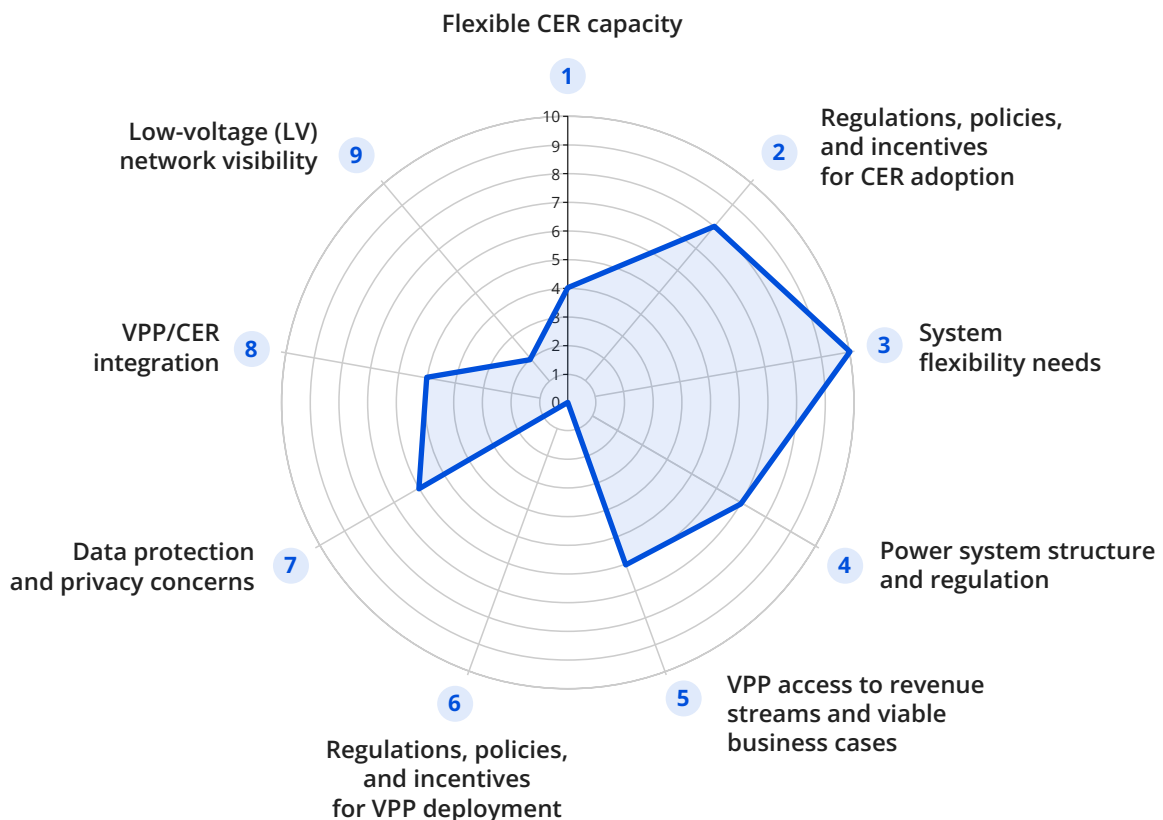 Flexible CER capacity
1
Regulations, policies,
and incentives
for CER adoption
2
System
flexibility needs
3
Power system structure
and regulation
4
VPP access to revenue
streams and viable
business cases
5
Regulations, policies,
and incentives
for VPP deployment
6
Data protection
and privacy concerns
7
VPP/CER
integration
8
Low-voltage (LV)
network visibility
9
10
9
8
7
6
5
4
3
2
1
0